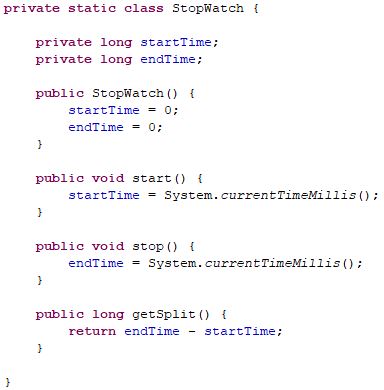 private static class StopWatch {
private long startTime;
private long endTime;
public StopWatch() {
startTime = 0;
endTime = 0;
}
public void start() {
startTime = System.currentTimeMillis();
}
public void stop() {
endTime = System.currentTimeMillis();
}
public long getSplit() {
return endTime - startTime;
}
}